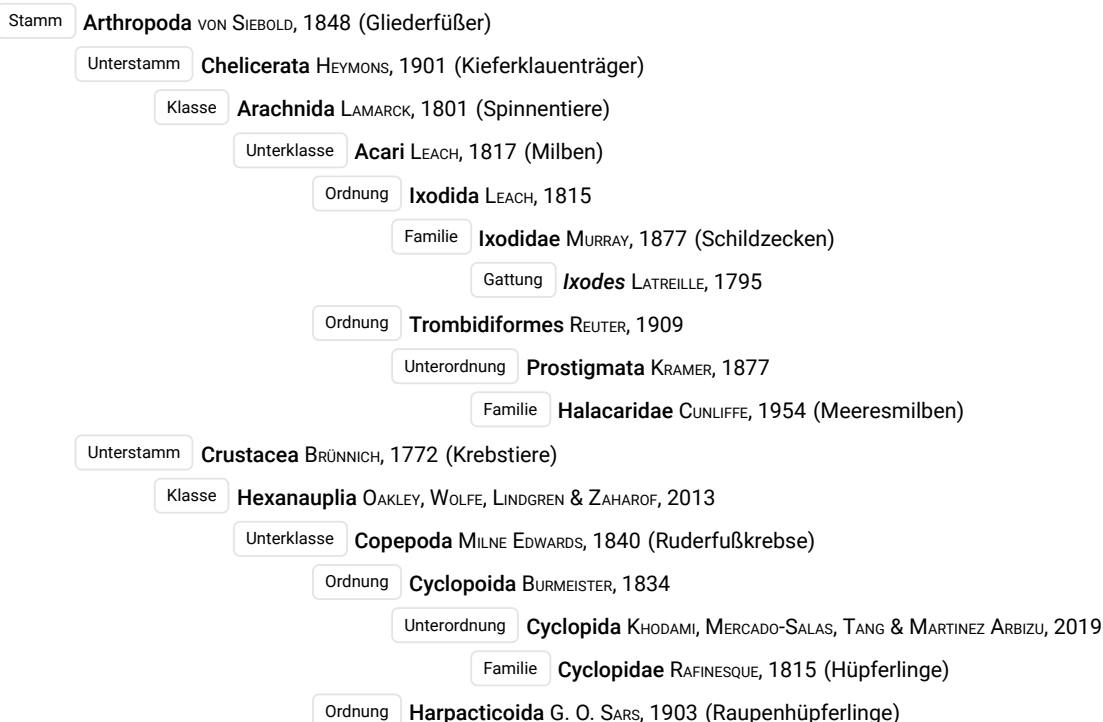 Stamm Arthropoda von Siebold, 1848 (Gliederfüßer)
Unterstamm Chelicerata Heymons, 1901 (Kieferklauenträger)
Klasse Arachnida Lamarck, 1801 (Spinnentiere)
Unterklasse Acari Leach, 1817 (Milben)
Ordnung Ixodida Leach, 1815
Familie Ixodidae Murray, 1877 (Schildzecken)
Gattung Ixodes Latreille, 1795
Ordnung Trombidiformes Reuter, 1909
Unterordnung Prostigmata Kramer, 1877
Familie Halacaridae Cunliffe, 1954 (Meeresmilben)
Unterstamm Crustacea Brünnich, 1772 (Krebstiere)
Klasse Hexanauplia Oakley, Wolfe, Lindgren & Zaharof, 2013
Unterklasse Copepoda Milne Edwards, 1840 (Ruderfußkrebse)
Ordnung Cyclopoida Burmeister, 1834
Unterordnung Cyclopida Khodami, Mercado-Salas, Tang & Martinez Arbizu, 2019
Familie Cyclopidae Rafinesque, 1815 (Hüpferlinge)
Ordnung Harpacticoida G. O. Sars, 1903 (Raupenhüpferlinge)